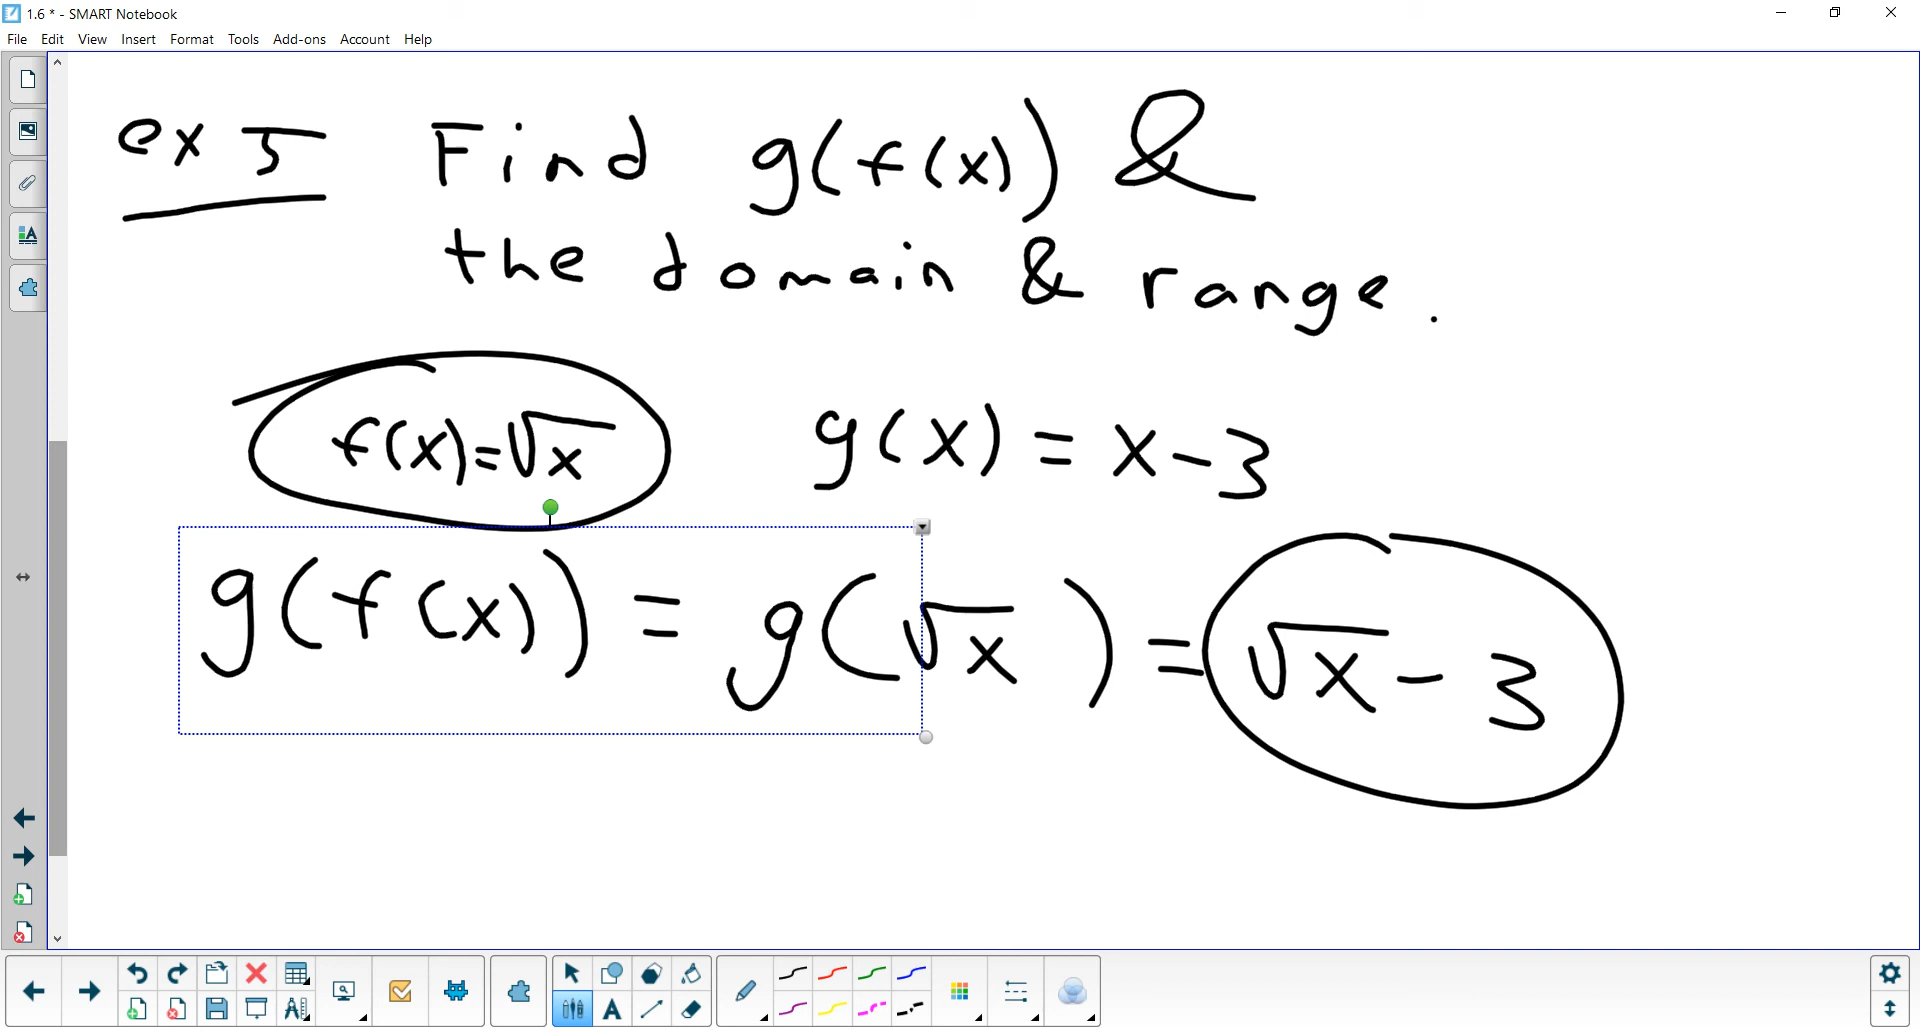 1.6 * - SMART Notebook
File Edit View Insert Format Tools Add-ons Account Help
ex 5 Find g(f(x)) &
the domain & range.
f(x)=√x g(x)=x-3
g(f(x)) = g(√x) = √x - 3